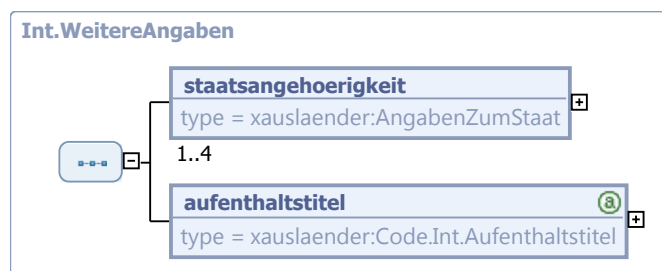 Int.WeitereAngaben
staatsangehoerigkeit
type = xauslaender:AngabenZumStaat
1..4
aufenthaltstitel
a
type = xauslaender:Code.Int.Aufenthaltstitel